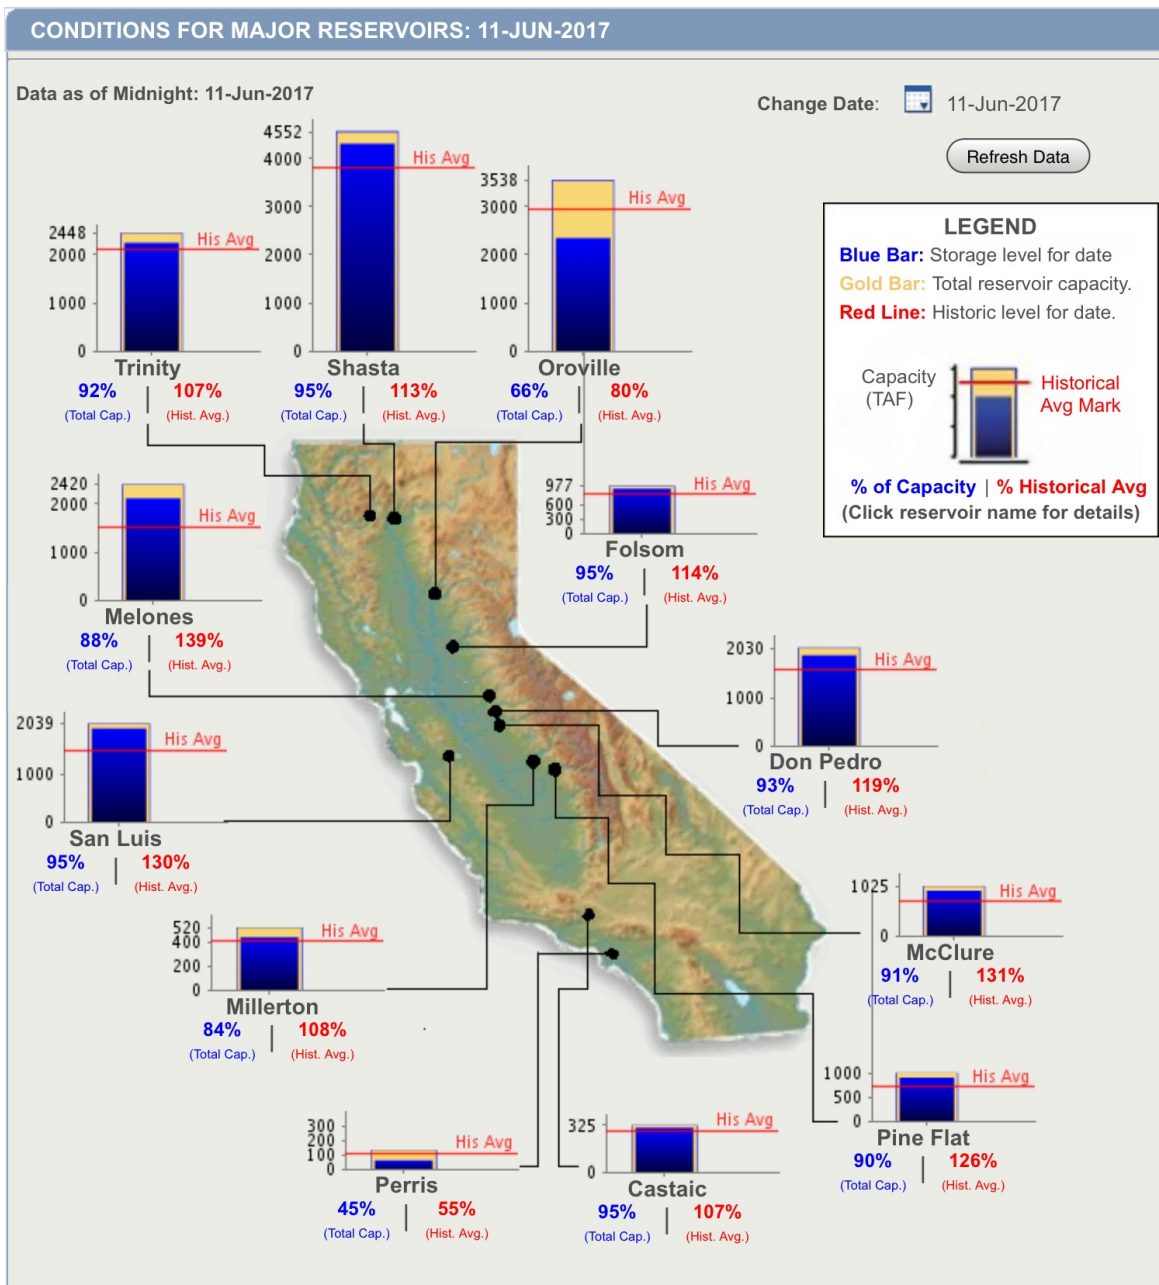 CONDITIONS FOR MAJOR RESERVOIRS: 11-JUN-2017
Data as of Midnight: 11-Jun-2017
Change Date: 11-Jun-2017
Refresh Data
LEGEND
Blue Bar: Storage level for date
Gold Bar: Total reservoir capacity.
Red Line: Historic level for date.
Capacity
(TAF)
Historical
Avg Mark
% of Capacity | % Historical Avg
(Click reservoir name for details)
2448
2000
1000
0
His Avg
Trinity
92% | 107%
(Total Cap.) (Hist. Avg.)
4552
4000
3000
2000
1000
0
His Avg
Shasta
95% | 113%
(Total Cap.) (Hist. Avg.)
3538
3000
2000
1000
0
His Avg
Oroville
66% | 80%
(Total Cap.) (Hist. Avg.)
2420
2000
1000
0
His Avg
Melones
88% | 139%
(Total Cap.) (Hist. Avg.)
977
600
300
0
His Avg
Folsom
95% | 114%
(Total Cap.) (Hist. Avg.)
2030
1000
0
His Avg
Don Pedro
93% | 119%
(Total Cap.) (Hist. Avg.)
2039
1000
0
His Avg
San Luis
95% | 130%
(Total Cap.) (Hist. Avg.)
1025
0
His Avg
McClure
91% | 131%
(Total Cap.) (Hist. Avg.)
520
400
200
0
His Avg
Millerton
84% | 108%
(Total Cap.) (Hist. Avg.)
1000
500
0
His Avg
Pine Flat
90% | 126%
(Total Cap.) (Hist. Avg.)
300
200
100
0
His Avg
Perris
45% | 55%
(Total Cap.) (Hist. Avg.)
325
0
His Avg
Castaic
95% | 107%
(Total Cap.) (Hist. Avg.)